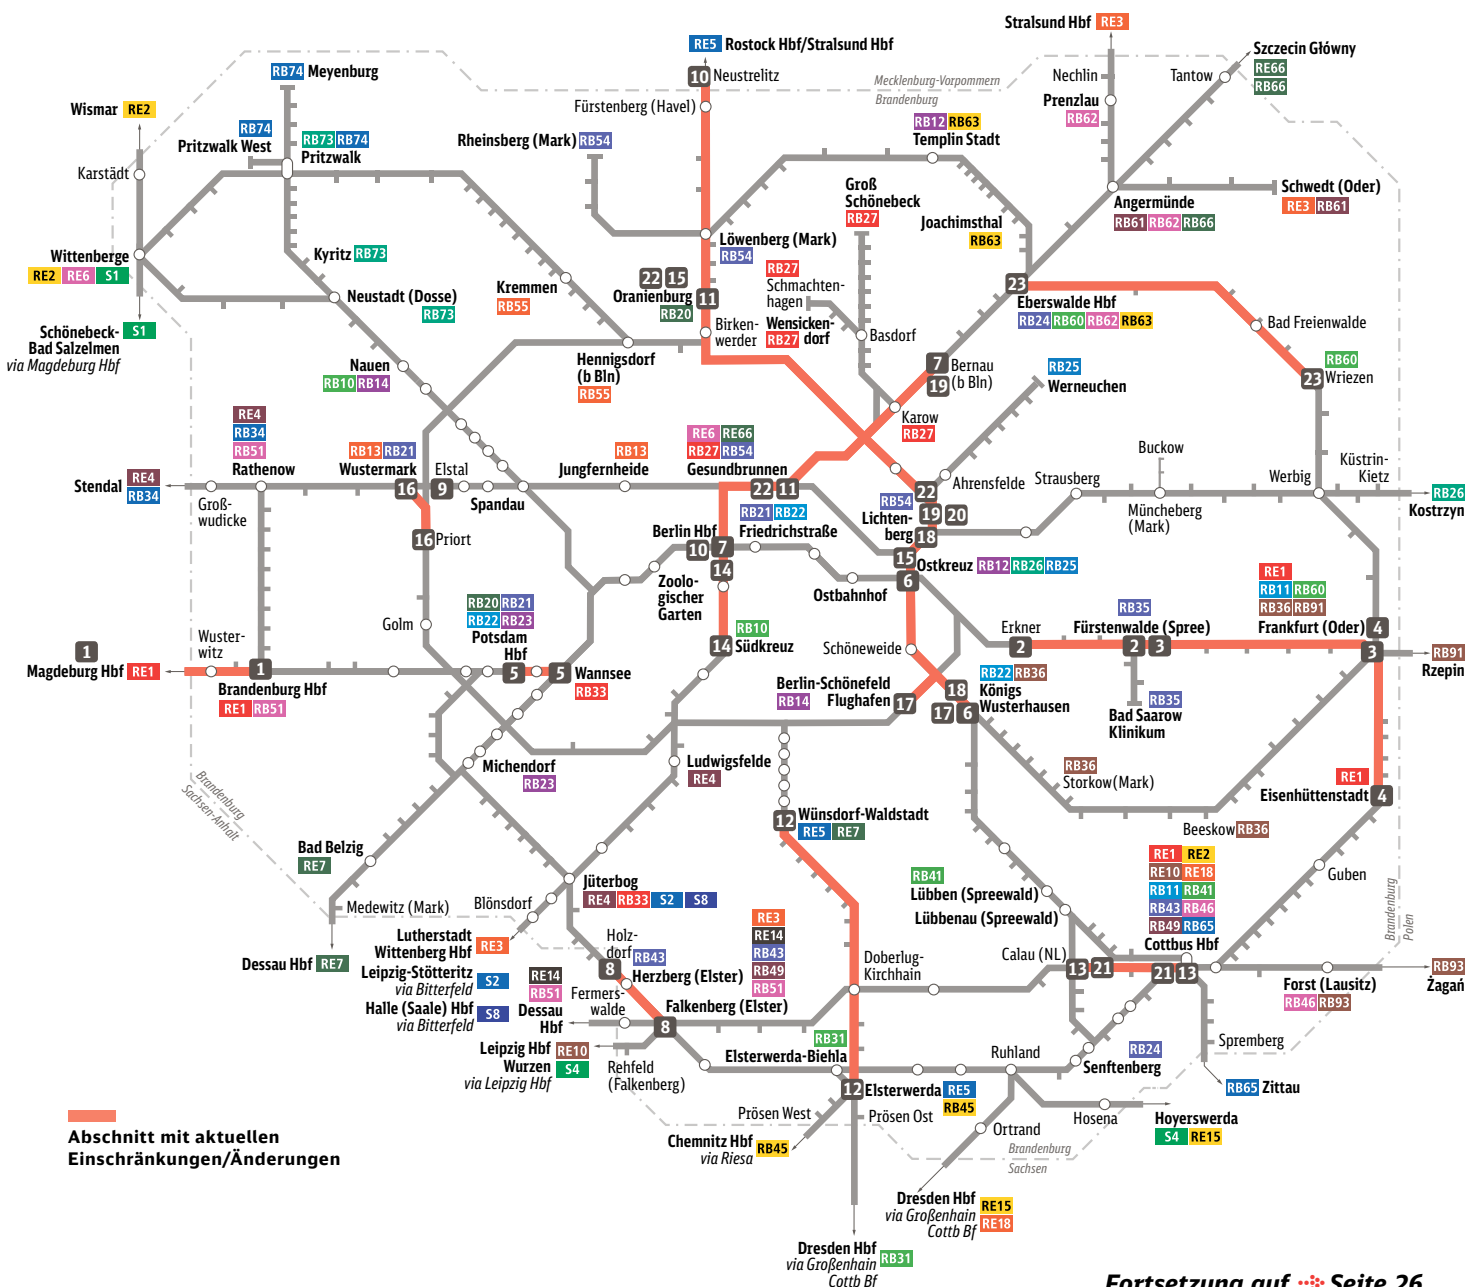 Stralsund Hbf RE3
RE5 Rostock Hbf/Stralsund Hbf
Szczecin Główny
RE66
RB66
RB74 Meyenburg
10 Neustrelitz
Mecklenburg-Vorpommern
Brandenburg
Nechlin
Tantow
Wismar RE2
Fürstenberg (Havel)
Prenzlau
RB62
RB74
Pritzwalk West
RB73 RB74
Pritzwalk
Rheinsberg (Mark) RB54
RB12 RB63
Templin Stadt
Karstädt
Groß
Schönebeck
RB27
Schwedt (Oder)
RE3 RB61
Angermünde
RB61 RB62 RB66
Joachimsthal
RB63
Wittenberge
RE2 RE6 S1
Kyritz RB73
Löwenberg (Mark)
RB54
22 15
Oranienburg
11
RB20
RB27
Schmachten-
hagen
Wensicken-
dorf
RB27
Basdorf
23
Eberswalde Hbf
RB24 RB60 RB62 RB63
Neustadt (Dosse)
RB73
Kremmen
RB55
Birken-
werder
Bad Freienwalde
Schönebeck-
Bad Salzelmen
via Magdeburg Hbf
S1
Hennigsdorf
(b Bln)
RB55
7
Bernau
(b Bln)
19
RB25
Werneuchen
RB60
23 Wriezen
Nauen
RB10 RB14
Karow
RB27
RE4
RB34
RB51
Rathenow
RB13 RB21
Wustermark
16
Elstal
9
Spandau
RB13
Jungfernheide
RE6 RE66
RB27 RB54
Gesundbrunnen
22 11
RB21 RB22
Friedrichstraße
Buckow
Stendal
RE4
RB34
Groß-
wudicke
22
Ahrensfelde
Strausberg
Werbig
Küstrin-
Kietz
RB26
Kostrzyn
RB54
Lichten-
berg
19 20
18
Müncheberg
(Mark)
16 Priort
Berlin Hbf
10 7
14
Zoolo-
gischer
Garten
15
Ostkreuz RB12 RB26 RB25
6
Ostbahnhof
RE1
RB11 RB60
RB36 RB91
Frankfurt (Oder)
4
3
RB91
Rzepin
Golm
RB20 RB21
RB22 RB23
Potsdam
Hbf
5
5 Wannsee
RB33
RB10
14 Südkreuz
Schöneweide
Erkner
2
RB35
Fürstenwalde (Spree)
2 3
1
Magdeburg Hbf RE1
Wuster-
witz
1
Brandenburg Hbf
RE1 RB51
Berlin-Schönefeld
Flughafen
RB14
17
18
17 6
RB22 RB36
Königs
Wusterhausen
RB35
Bad Saarow
Klinikum
Michendorf
RB23
Ludwigsfelde
RE4
RB36
Storkow(Mark)
RE1
Eisenhüttenstadt
4
Brandenburg
Sachsen-Anhalt
12 Wünsdorf-Waldstadt
RE5 RE7
Beeskow RB36
Bad Belzig
RE7
Jüterbog
RE4 RB33 S2 S8
RB41
Lübben (Spreewald)
Lübbenau (Spreewald)
RE1 RE2
RE10 RE18
RB11 RB41
RB43 RB46
RB49 RB65
Cottbus Hbf
Guben
Brandenburg
Polen
Medewitz (Mark)
Blönsdorf
Dessau Hbf RE7
Lutherstadt
Wittenberg Hbf
RE3
Leipzig-Stötteritz
via Bitterfeld
S2
Halle (Saale) Hbf
via Bitterfeld
S8
Holz-
dorf
RB43
8
Herzberg (Elster)
RE14
RB51
Dessau
Hbf
Fermers-
walde
RE3
RE14
RB43
RB49
RB51
Falkenberg (Elster)
8
Doberlug-
Kirchhain
Calau (NL)
13 21
21 13
Forst (Lausitz)
RB46 RB93
RB93
Żagań
Leipzig Hbf RE10
Wurzen S4
via Leipzig Hbf
Rehfeld
(Falkenberg)
RB31
Elsterwerda-Biehla
Ruhland
RB24
Senftenberg
Spremberg
12 Elsterwerda RE5
RB45
RB65 Zittau
Prösen West
Prösen Ost
Hosena
Hoyerswerda
S4 RE15
Ortrand
Brandenburg
Sachsen
Chemnitz Hbf RB45
via Riesa
Abschnitt mit aktuellen
Einschränkungen/Änderungen
Dresden Hbf
via Großenhain
Cottb Bf
RE15
RE18
Dresden Hbf
via Großenhain
Cottb Bf
RB31
Fortsetzung auf Seite 26